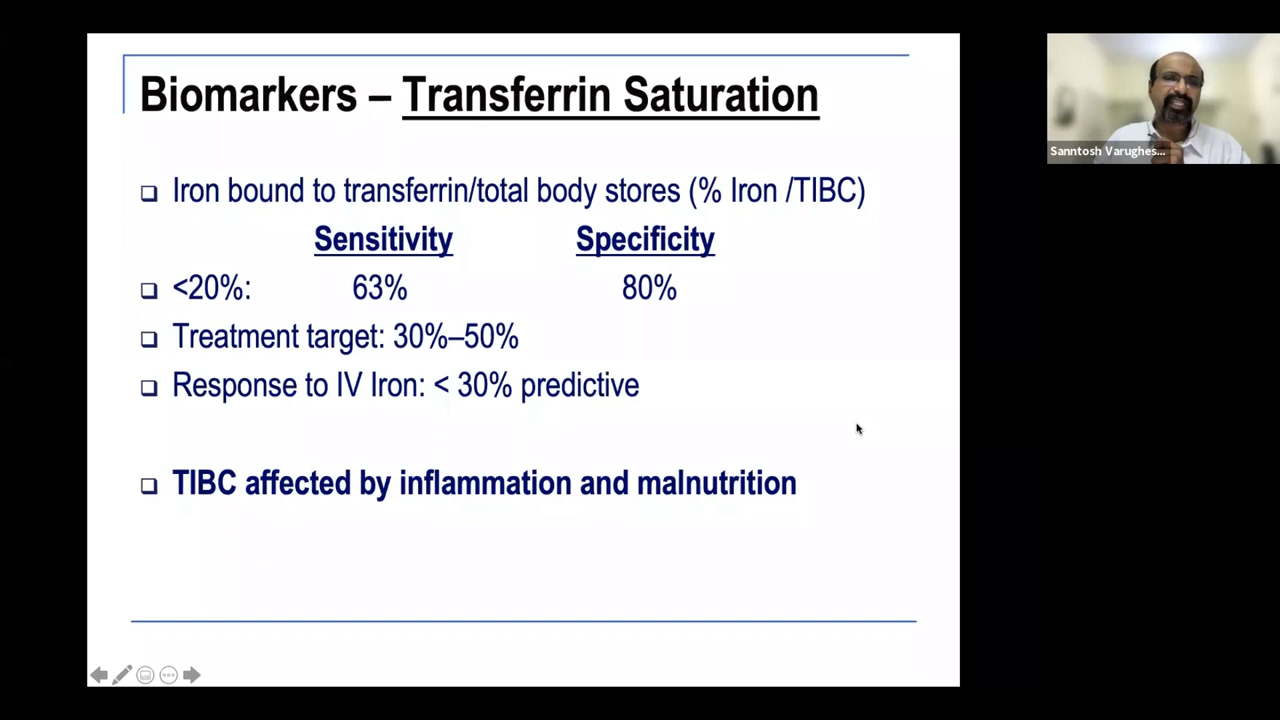 Biomarkers – Transferrin Saturation
Iron bound to transferrin/total body stores (% Iron /TIBC)
Sensitivity Specificity
<20%: 63% 80%
Treatment target: 30%–50%
Response to IV Iron: < 30% predictive
TIBC affected by inflammation and malnutrition
Sanntosh Varughes...